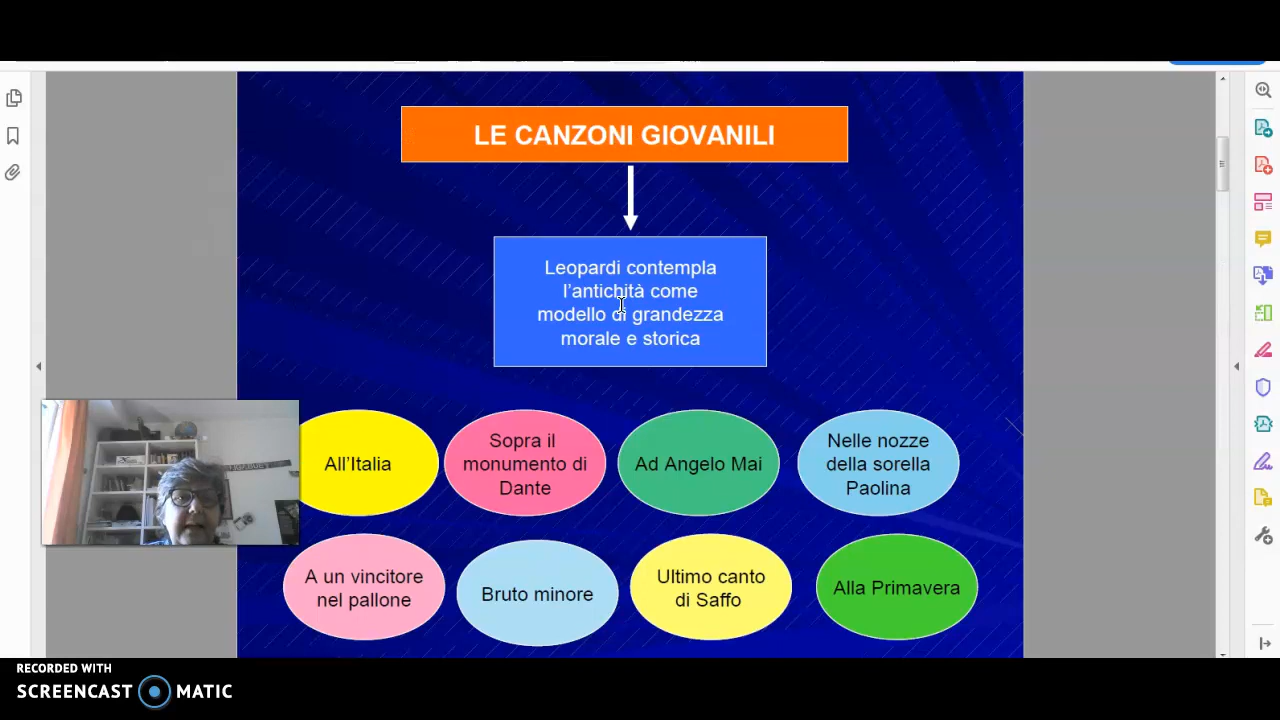 LE CANZONI GIOVANILI
Leopardi contempla
l'antichità come
modello di grandezza
morale e storica
All'Italia
Sopra il
monumento di
Dante
Ad Angelo Mai
Nelle nozze
della sorella
Paolina
A un vincitore
nel pallone
Bruto minore
Ultimo canto
di Saffo
Alla Primavera
RECORDED WITH
SCREENCAST MATIC